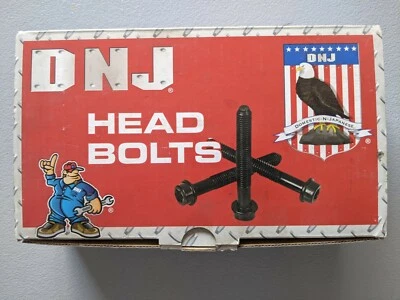 DNJ ®
HEAD
BOLTS
DNJ
DOMESTIC-N-JAPANESE
®
®